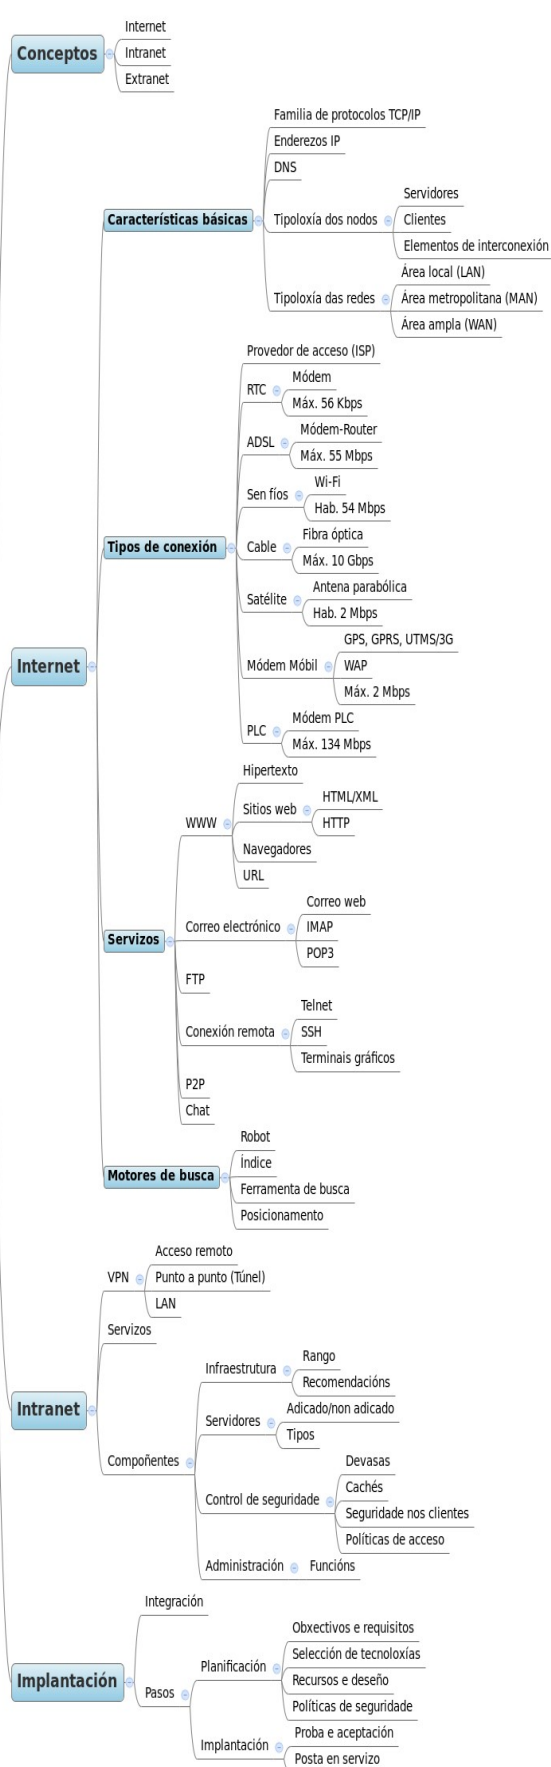 Conceptos
Internet
Intranet
Extranet
Internet
Características básicas
Familia de protocolos TCP/IP
Enderezos IP
DNS
Tipoloxía dos nodos
Servidores
Clientes
Elementos de interconexión
Tipoloxía das redes
Área local (LAN)
Área metropolitana (MAN)
Área ampla (WAN)
Tipos de conexión
Provedor de acceso (ISP)
RTC
Módem
Máx. 56 Kbps
ADSL
Módem-Router
Máx. 55 Mbps
Sen fíos
Wi-Fi
Hab. 54 Mbps
Cable
Fibra óptica
Máx. 10 Gbps
Satélite
Antena parabólica
Hab. 2 Mbps
Módem Móbil
GPS, GPRS, UTMS/3G
WAP
Máx. 2 Mbps
PLC
Módem PLC
Máx. 134 Mbps
Servizos
WWW
Hipertexto
Sitios web
HTML/XML
HTTP
Navegadores
URL
Correo electrónico
Correo web
IMAP
POP3
FTP
Conexión remota
Telnet
SSH
Terminais gráficos
P2P
Chat
Motores de busca
Robot
Índice
Ferramenta de busca
Posicionamento
Intranet
VPN
Acceso remoto
Punto a punto (Túnel)
LAN
Servizos
Compoñentes
Infraestrutura
Rango
Recomendacións
Servidores
Adicado/non adicado
Tipos
Control de seguridade
Devasas
Cachés
Seguridade nos clientes
Políticas de acceso
Administración
Funcións
Implantación
Integración
Pasos
Planificación
Obxectivos e requisitos
Selección de tecnoloxías
Recursos e deseño
Políticas de seguridade
Implantación
Proba e aceptación
Posta en servizo